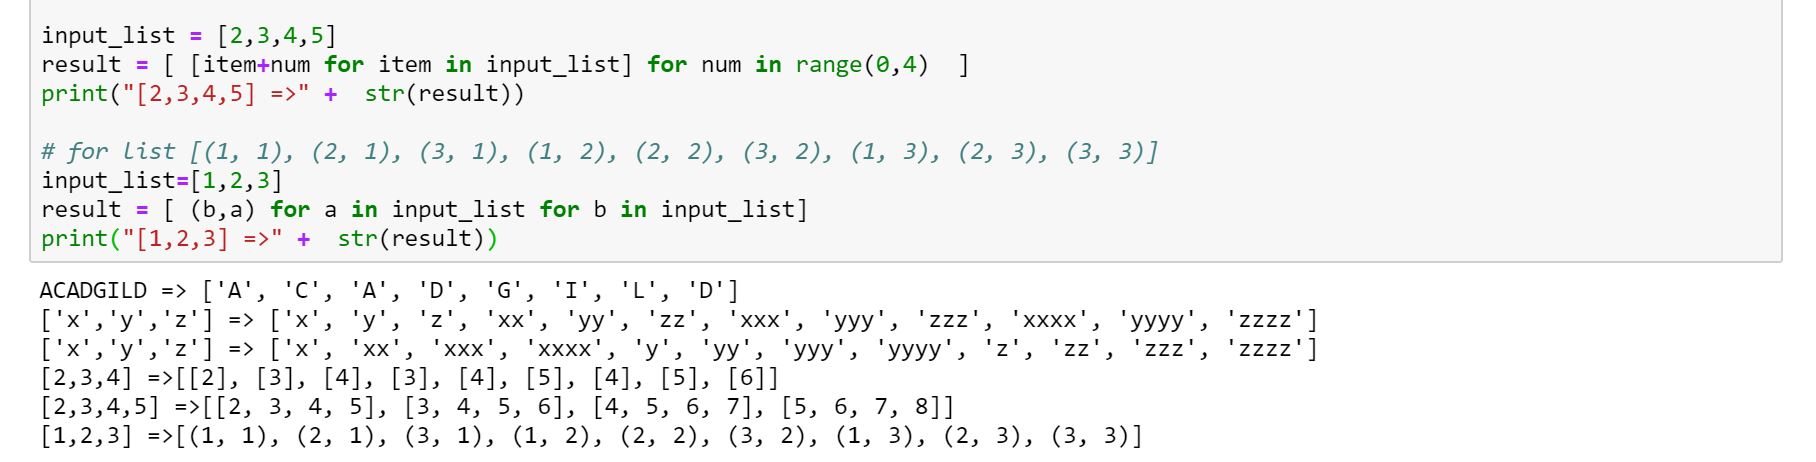 input_list = [2,3,4,5]
result = [ [item+num for item in input_list] for num in range(0,4)  ]
print("[2,3,4,5] =>" +  str(result))
# for list [(1, 1), (2, 1), (3, 1), (1, 2), (2, 2), (3, 2), (1, 3), (2, 3), (3, 3)]
input_list=[1,2,3]
result = [ (b,a) for a in input_list for b in input_list]
print("[1,2,3] =>" +  str(result))
ACADGILD => ['A', 'C', 'A', 'D', 'G', 'I', 'L', 'D']
['x','y','z'] => ['x', 'y', 'z', 'xx', 'yy', 'zz', 'xxx', 'yyy', 'zzz', 'xxxx', 'yyyy', 'zzzz']
['x','y','z'] => ['x', 'xx', 'xxx', 'xxxx', 'y', 'yy', 'yyy', 'yyyy', 'z', 'zz', 'zzz', 'zzzz']
[2,3,4] =>[[2], [3], [4], [3], [4], [5], [4], [5], [6]]
[2,3,4,5] =>[[2, 3, 4, 5], [3, 4, 5, 6], [4, 5, 6, 7], [5, 6, 7, 8]]
[1,2,3] =>[(1, 1), (2, 1), (3, 1), (1, 2), (2, 2), (3, 2), (1, 3), (2, 3), (3, 3)]